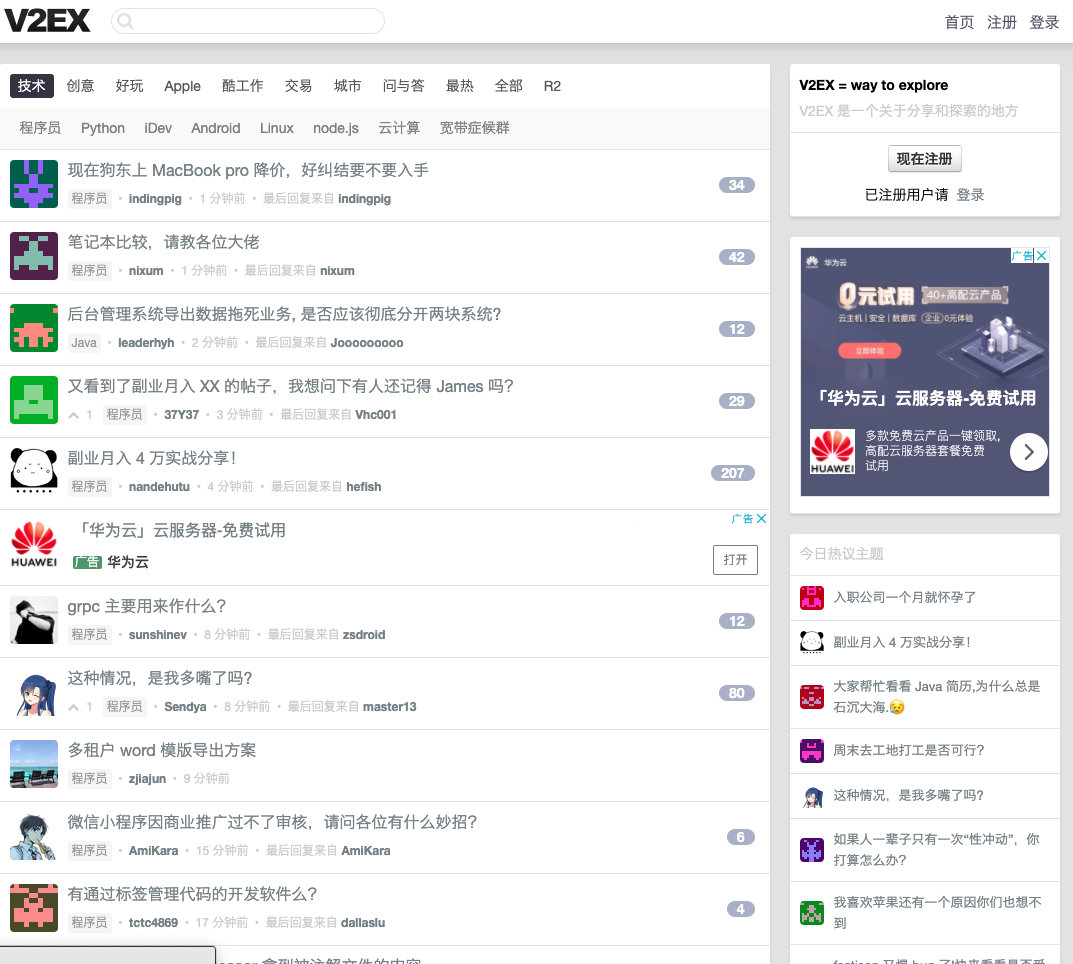 V2EX
首页 注册 登录
技术 创意 好玩 Apple 酷工作 交易 城市 问与答 最热 全部 R2
程序员 Python iDev Android Linux node.js 云计算 宽带症候群
现在狗东上 MacBook pro 降价，好纠结要不要入手
34
程序员 • indingpig • 1 分钟前 • 最后回复来自 indingpig
笔记本比较，请教各位大佬
42
程序员 • nixum • 1 分钟前 • 最后回复来自 nixum
后台管理系统导出数据拖死业务, 是否应该彻底分开两块系统?
12
Java • leaderhyh • 2 分钟前 • 最后回复来自 Jooooooooo
又看到了副业月入 XX 的帖子，我想问下有人还记得 James 吗?
29
1 程序员 • 37Y37 • 3 分钟前 • 最后回复来自 Vhc001
副业月入 4 万实战分享！
207
程序员 • nandehutu • 4 分钟前 • 最后回复来自 hefish
「华为云」云服务器-免费试用
广告
HUAWEI
广告 华为云
打开
grpc 主要用来作什么？
12
程序员 • sunshinev • 8 分钟前 • 最后回复来自 zsdroid
这种情况，是我多嘴了吗？
80
1 程序员 • Sendya • 8 分钟前 • 最后回复来自 master13
多租户 word 模版导出方案
程序员 • zjiajun • 9 分钟前
微信小程序因商业推广过不了审核，请问各位有什么妙招？
6
程序员 • AmiKara • 15 分钟前 • 最后回复来自 AmiKara
有通过标签管理代码的开发软件么？
4
程序员 • tctc4869 • 17 分钟前 • 最后回复来自 dallaslu
V2EX = way to explore
V2EX 是一个关于分享和探索的地方
现在注册
已注册用户请 登录
华为云
广告
0元试用 40+高配云产品
云主机 | 安全 | 数据库 企业 0元体验
立即体验
「华为云」云服务器-免费试用
HUAWEI
多款免费云产品一键领取,
高配云服务器套餐免费
试用
今日热议主题
入职公司一个月就怀孕了
副业月入 4 万实战分享！
大家帮忙看看 Java 简历,为什么总是
石沉大海.😥
周末去工地打工是否可行？
这种情况，是我多嘴了吗？
如果人一辈子只有一次“性冲动”，你
打算怎么办？
我喜欢苹果还有一个原因你们也想不
到